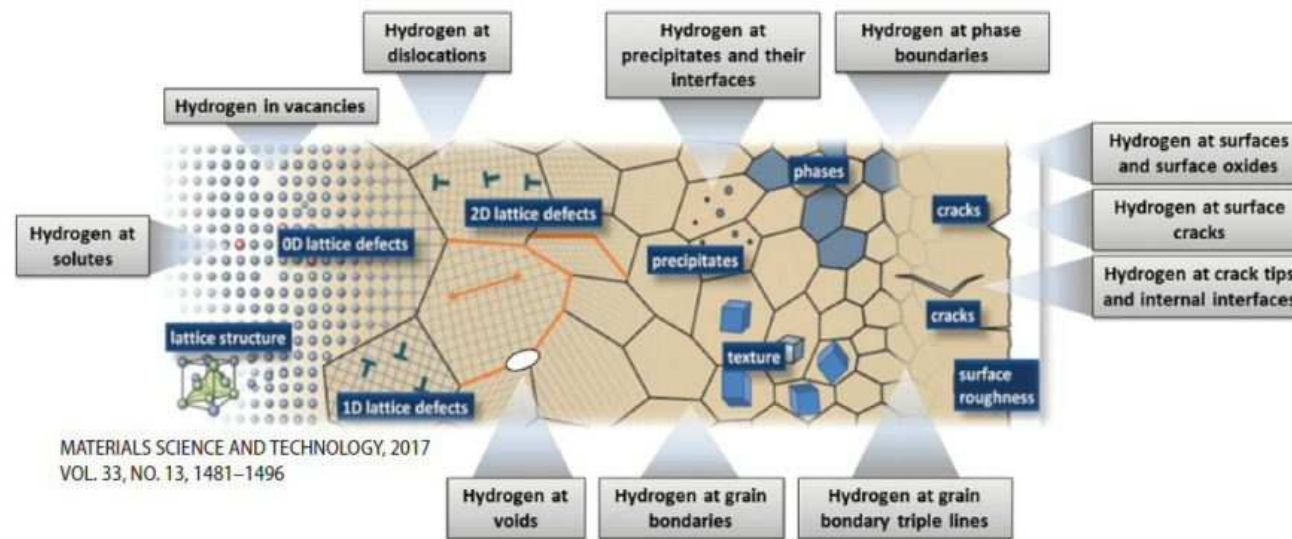 Hydrogen at
dislocations
Hydrogen at
precipitates and their
interfaces
Hydrogen at phase
boundaries
Hydrogen in vacancies
Hydrogen at surfaces
and surface oxides
Hydrogen at surface
cracks
Hydrogen at crack tips
and internal interfaces
Hydrogen at
solutes
phases
cracks
2D lattice defects
0D lattice defects
precipitates
cracks
lattice structure
texture
surface
roughness
1D lattice defects
MATERIALS SCIENCE AND TECHNOLOGY, 2017
VOL. 33, NO. 13, 1481–1496
Hydrogen at
voids
Hydrogen at grain
bondaries
Hydrogen at grain
bondary triple lines